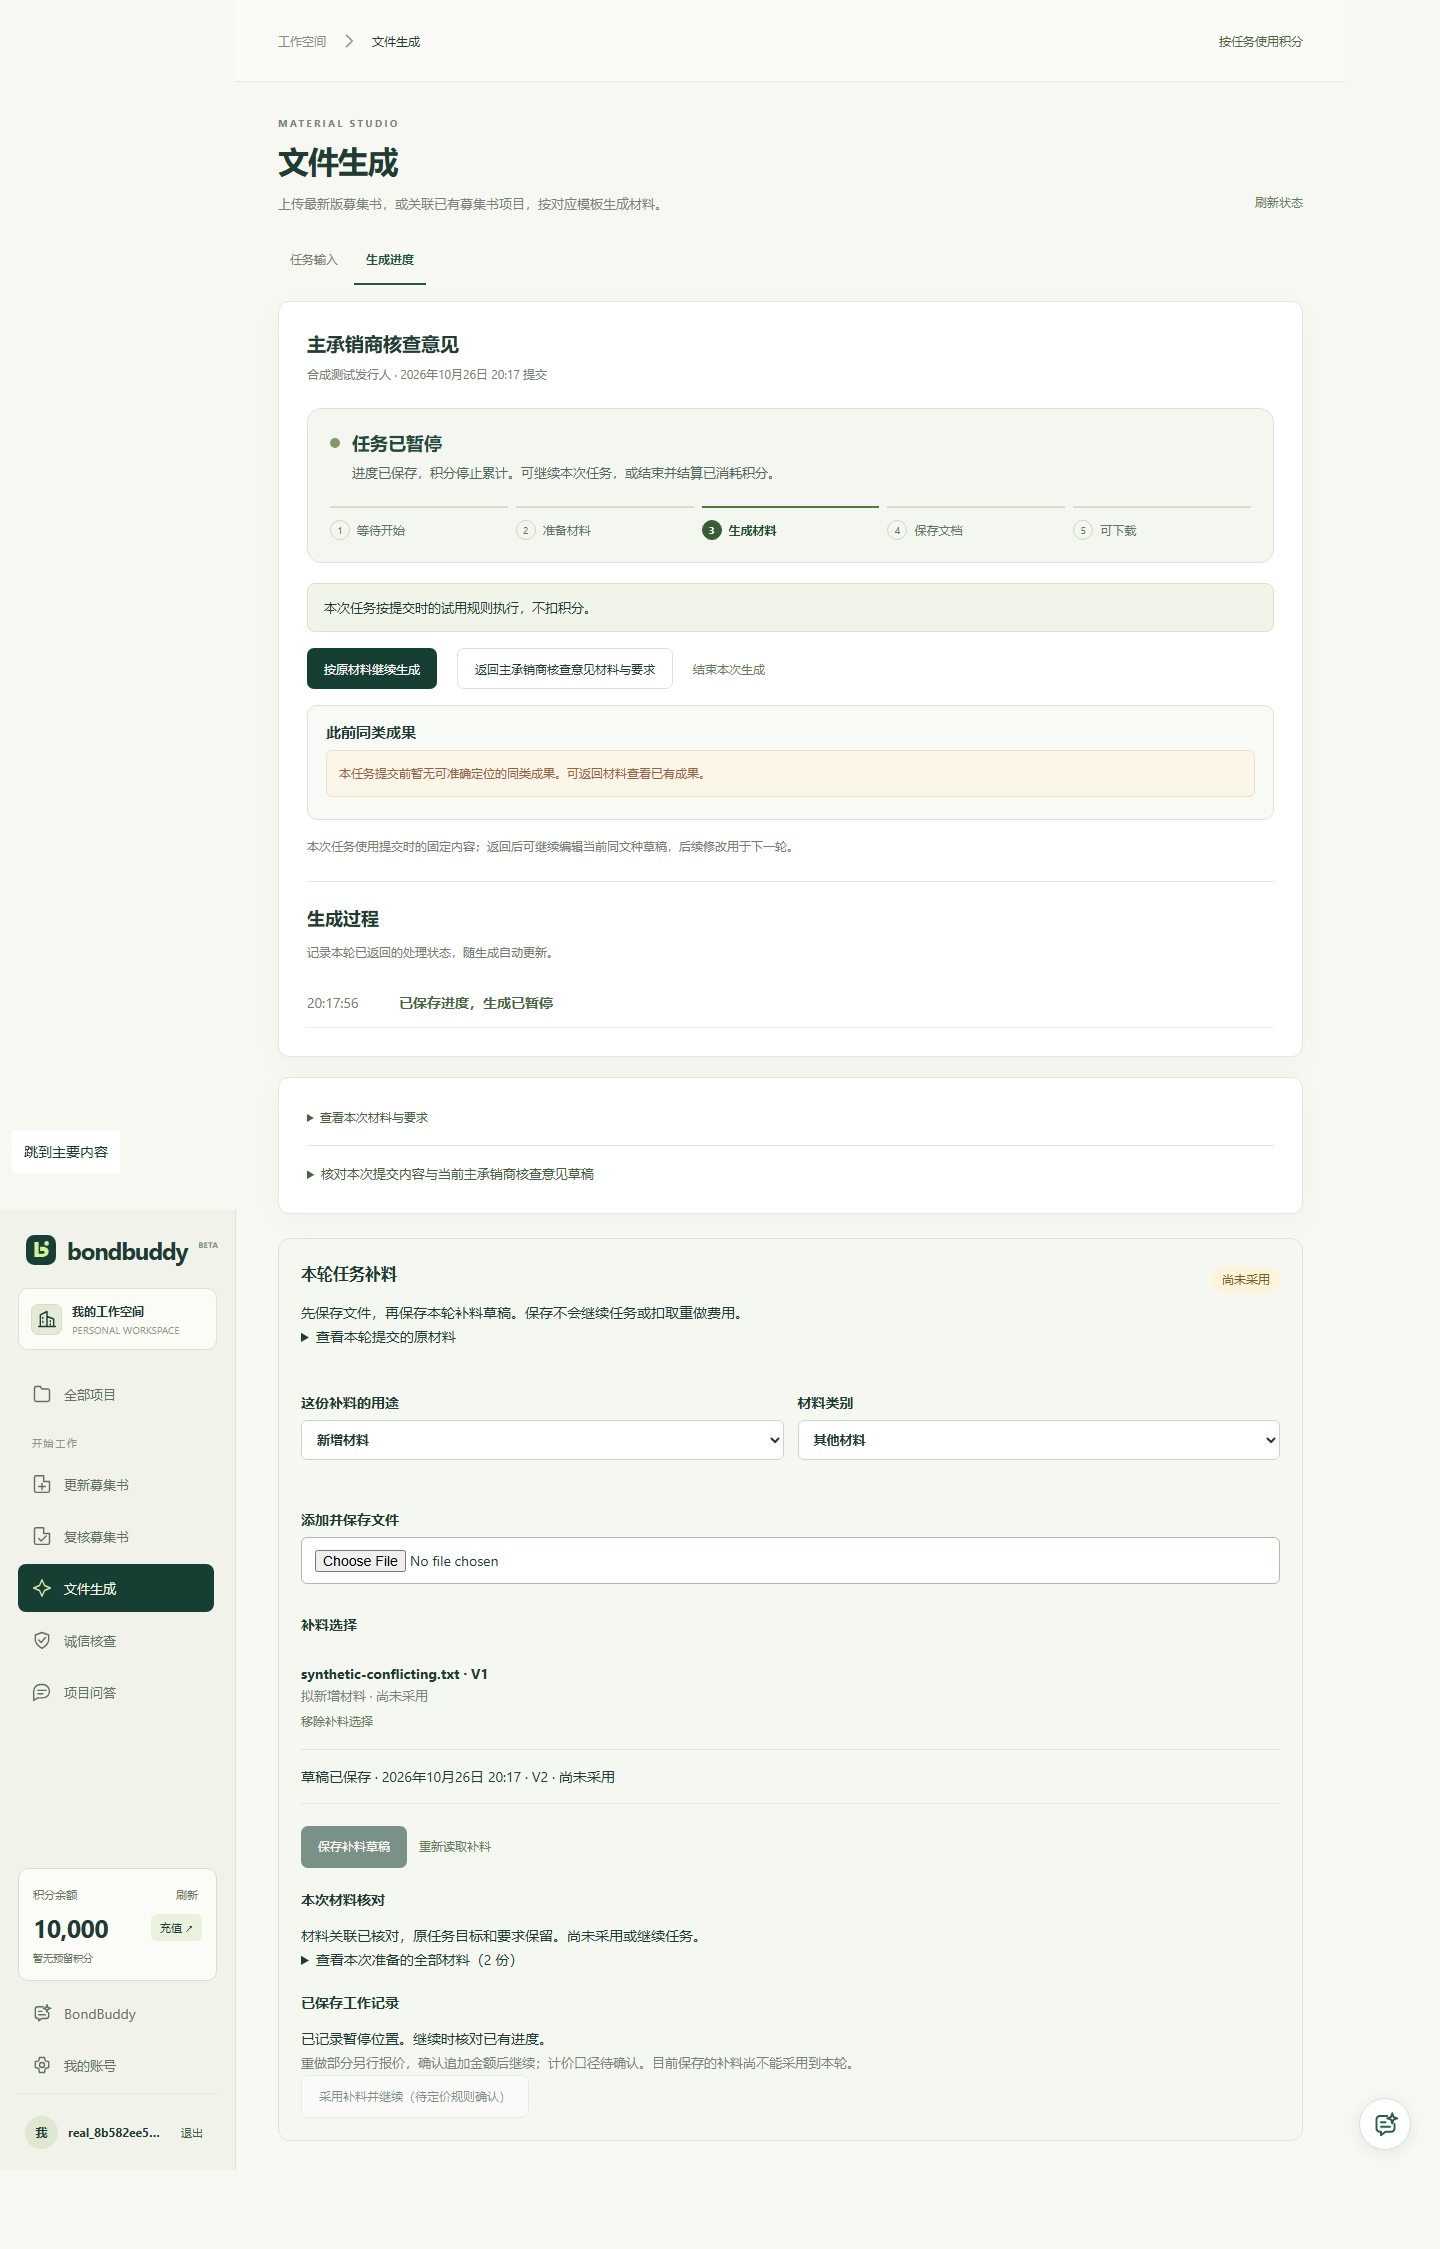 工作空间
文件生成
按任务使用积分
MATERIAL STUDIO
文件生成
上传最新版募集书，或关联已有募集书项目，按对应模板生成材料。
刷新状态
任务输入
生成进度
主承销商核查意见
合成测试发行人 · 2026年10月26日 20:17 提交
任务已暂停
进度已保存，积分停止累计。可继续本次任务，或结束并结算已消耗积分。
1 等待开始
2 准备材料
3 生成材料
4 保存文档
5 可下载
本次任务按提交时的试用规则执行，不扣积分。
按原材料继续生成
返回主承销商核查意见材料与要求
结束本次生成
此前同类成果
本任务提交前暂无可准确定位的同类成果。可返回材料查看已有成果。
本次任务使用提交时的固定内容；返回后可继续编辑当前同文种草稿，后续修改用于下一轮。
生成过程
记录本轮已返回的处理状态，随生成自动更新。
20:17:56 已保存进度，生成已暂停
查看本次材料与要求
核对本次提交内容与当前主承销商核查意见草稿
跳到主要内容
bondbuddy BETA
我的工作空间
PERSONAL WORKSPACE
全部项目
开始工作
更新募集书
复核募集书
文件生成
诚信核查
项目问答
积分余额
刷新
10,000
充值↗
暂无预留积分
BondBuddy
我的账号
我 real_8b582ee5... 退出
本轮任务补料
尚未采用
先保存文件，再保存本轮补料草稿。保存不会继续任务或扣取重做费用。
查看本轮提交的原材料
这份补料的用途
材料类别
新增材料
其他材料
添加并保存文件
Choose File No file chosen
补料选择
synthetic-conflicting.txt · V1
拟新增材料 · 尚未采用
移除补料选择
草稿已保存 · 2026年10月26日 20:17 · V2 · 尚未采用
保存补料草稿
重新读取补料
本次材料核对
材料关联已核对，原任务目标和要求保留。尚未采用或继续任务。
查看本次准备的全部材料（2 份）
已保存工作记录
已记录暂停位置。继续时核对已有进度。
重做部分另行报价，确认追加金额后继续；计价口径待确认。目前保存的补料尚不能采用到本轮。
采用补料并继续（待定价规则确认）